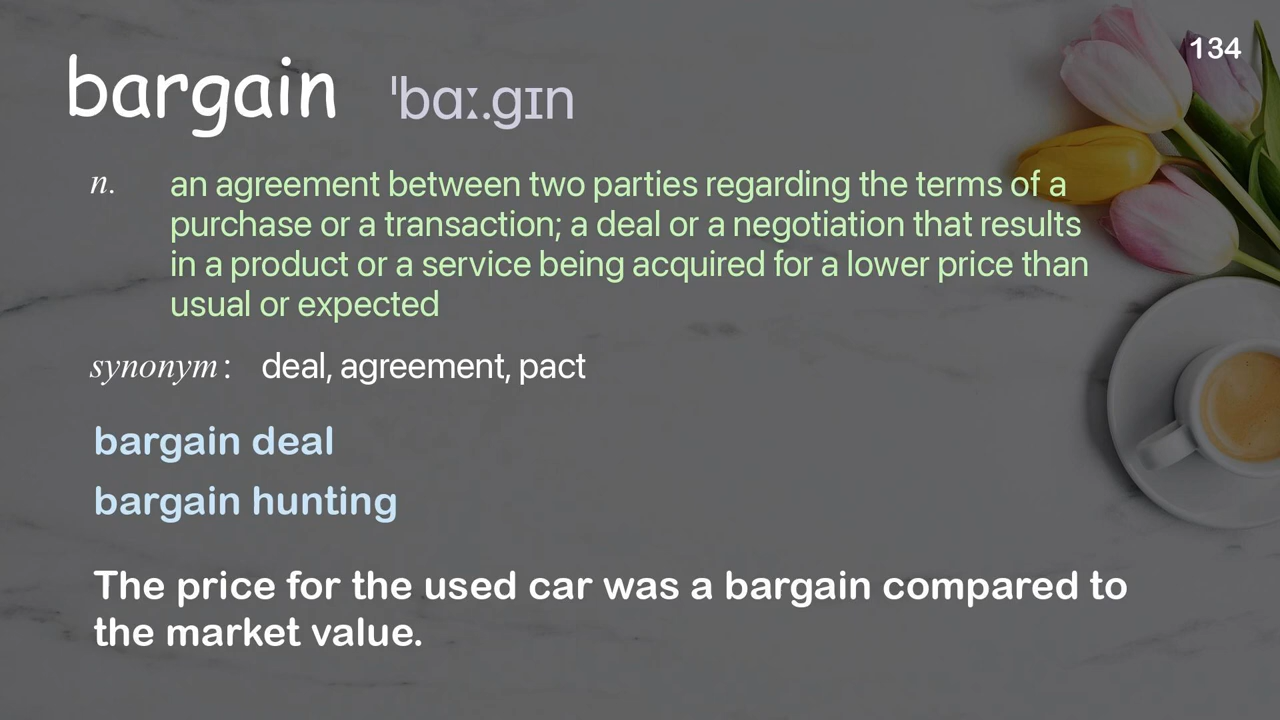 134
bargain ˈbɑː.gɪn
n. an agreement between two parties regarding the terms of a
purchase or a transaction; a deal or a negotiation that results
in a product or a service being acquired for a lower price than
usual or expected
synonym: deal, agreement, pact
bargain deal
bargain hunting
The price for the used car was a bargain compared to
the market value.